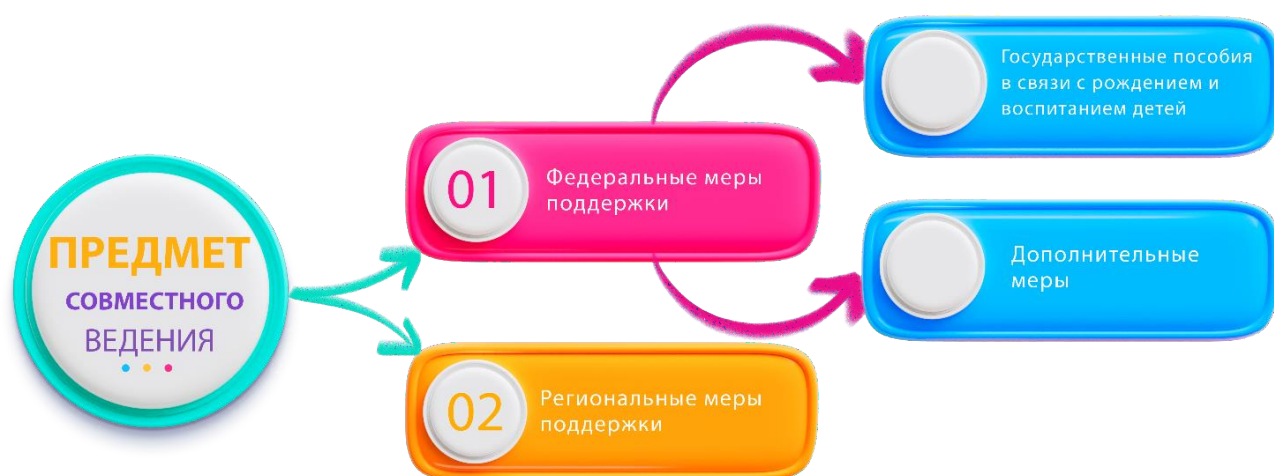 ПРЕДМЕТ
СОВМЕСТНОГО
ВЕДЕНИЯ
01
Федеральные меры
поддержки
02
Региональные меры
поддержки
Государственные пособия
в связи с рождением и
воспитанием детей
Дополнительные
меры